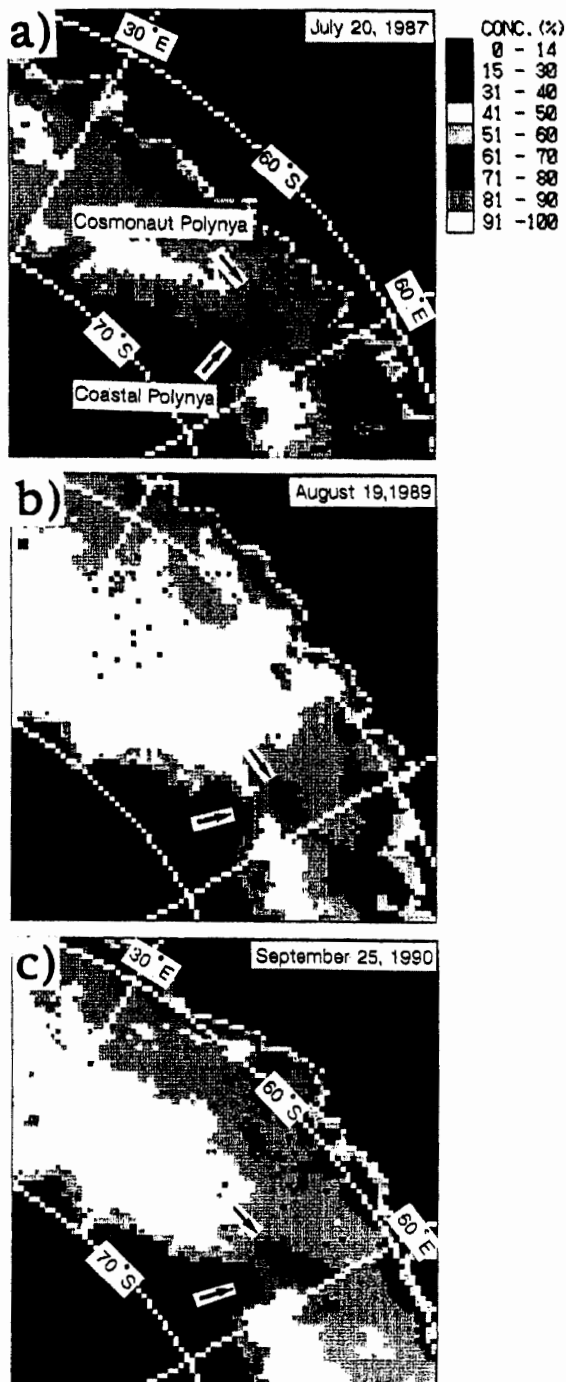 a)
30°E
July 20, 1987
CONC. (%)
0 - 14
15 - 30
31 - 40
41 - 50
51 - 60
61 - 70
71 - 80
81 - 90
91 -100
60°S
Cosmonaut Polynya
60°E
70°S
Coastal Polynya
b)
August 19,1989
c)
30°E
September 25, 1990
60°S
60°E
70°S